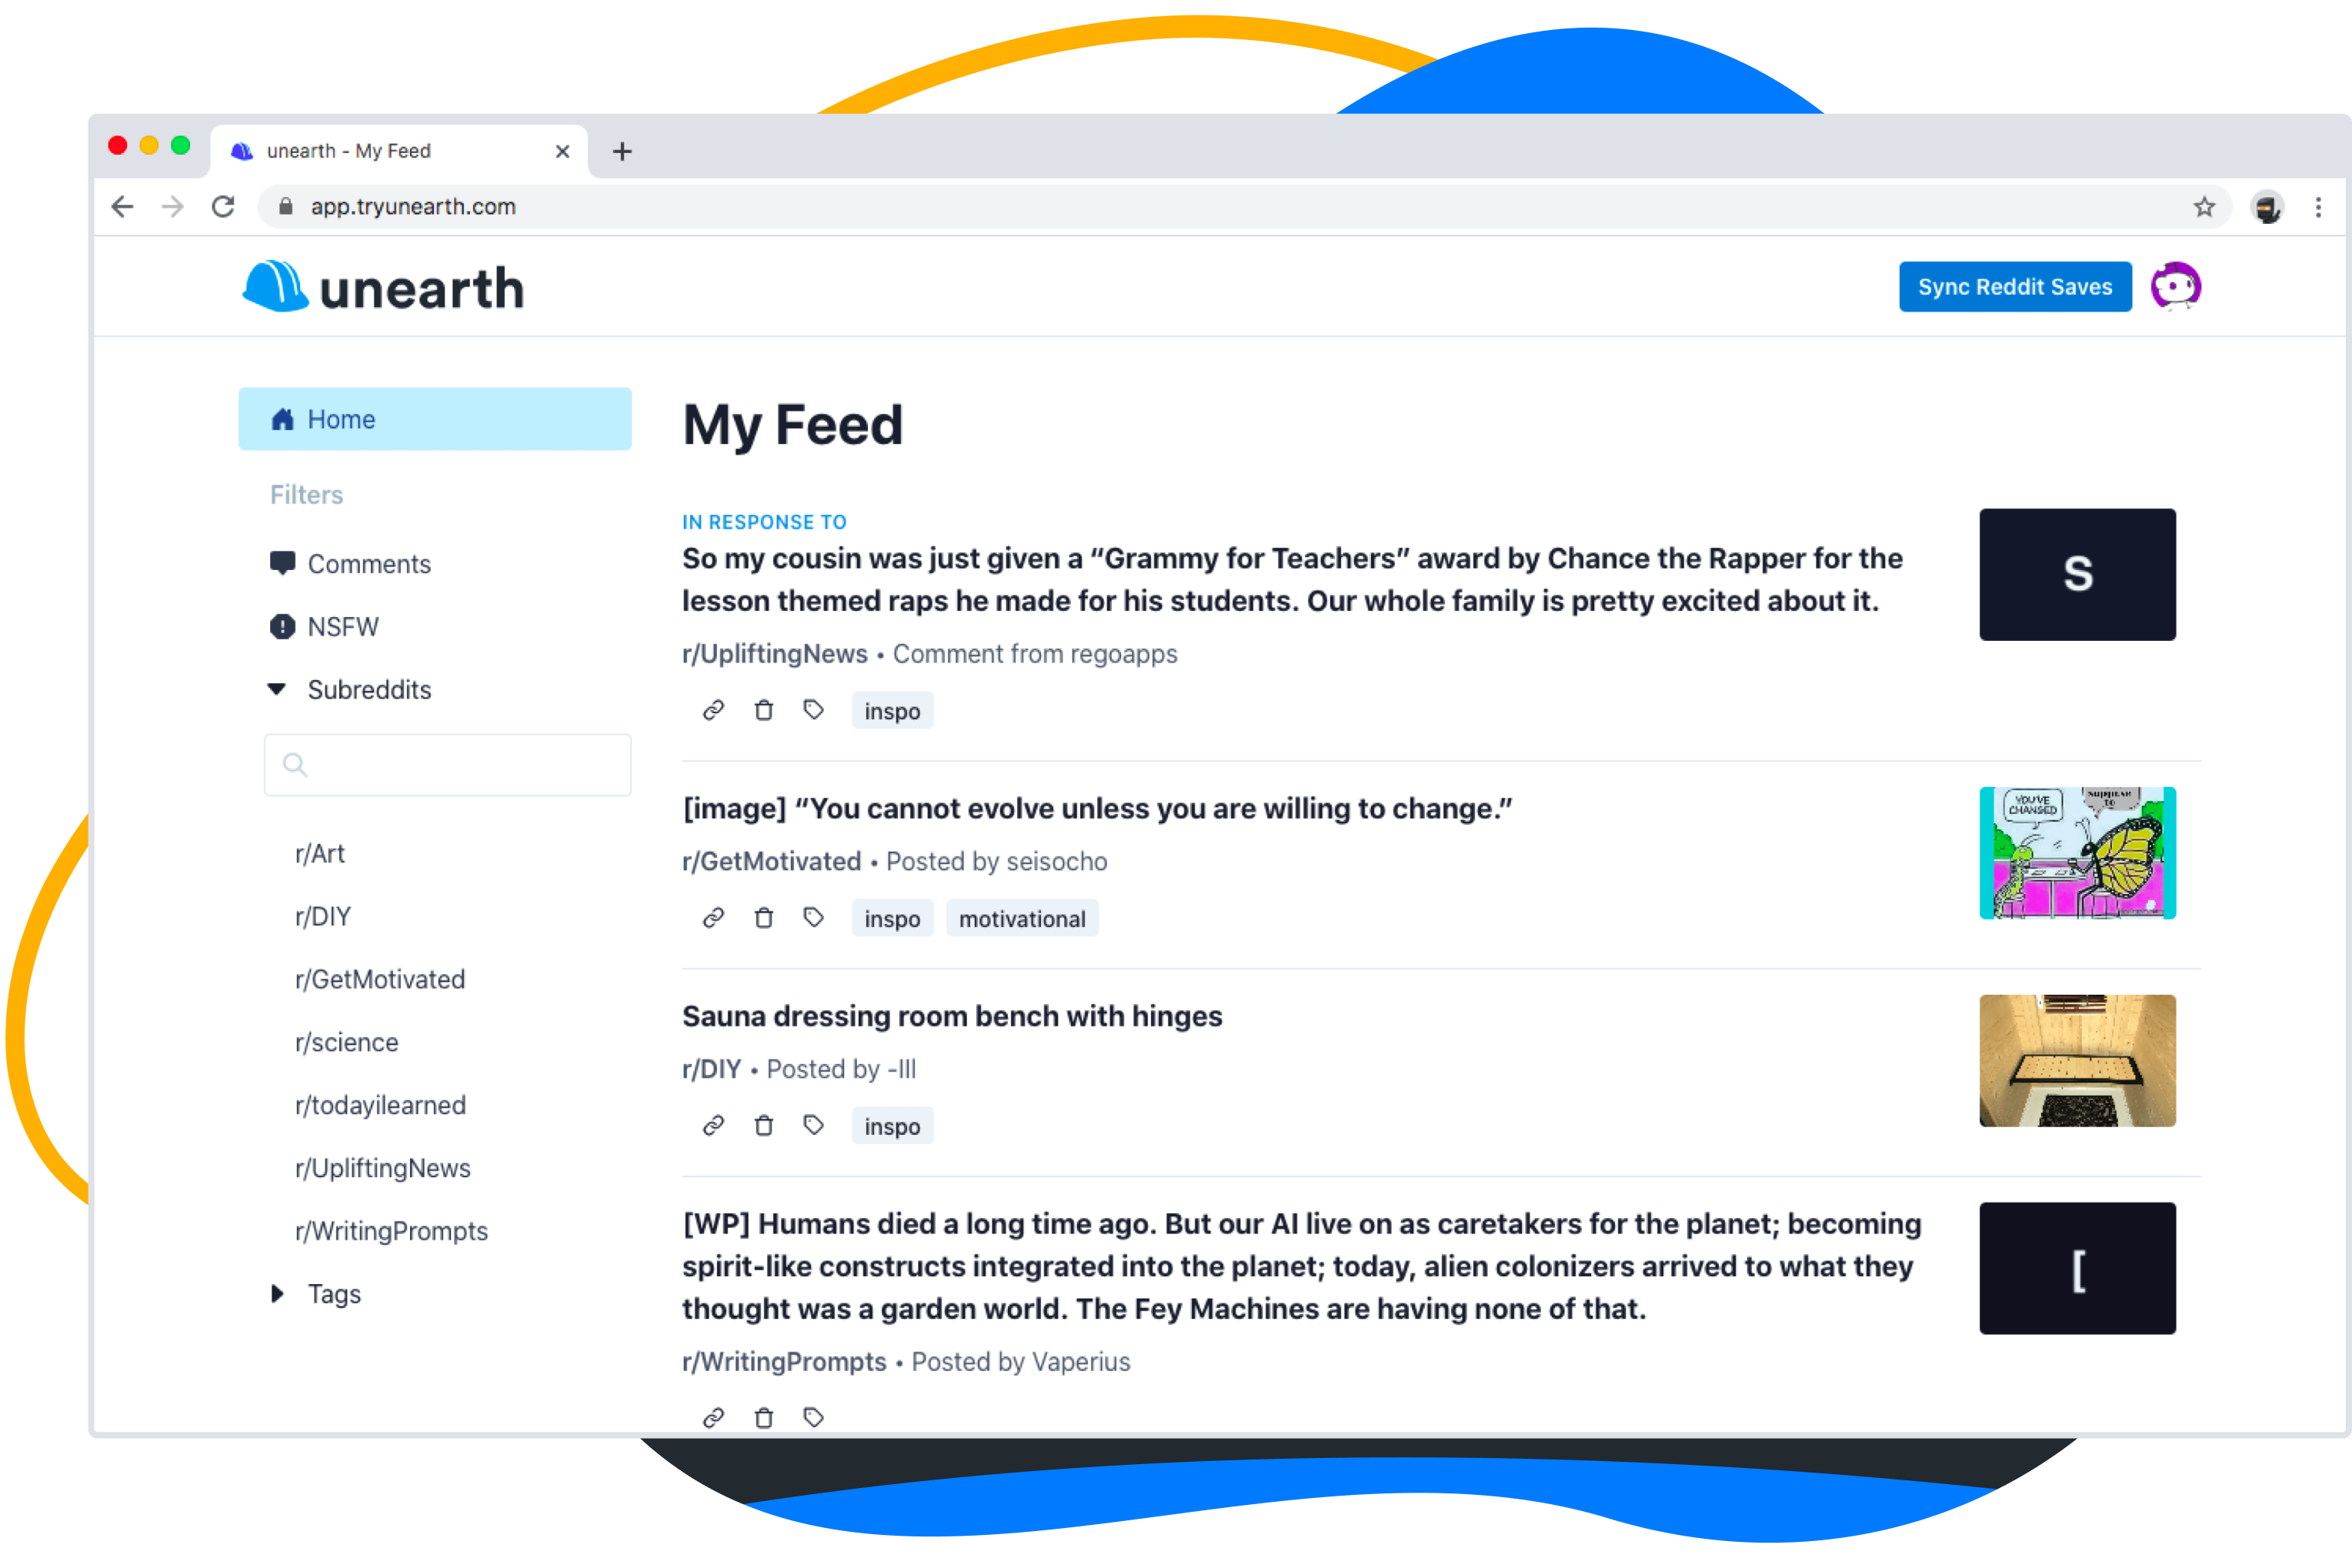 unearth - My Feed
app.tryunearth.com
unearth
Sync Reddit Saves
Home
Filters
Comments
NSFW
Subreddits
r/Art
r/DIY
r/GetMotivated
r/science
r/todayilearned
r/UpliftingNews
r/WritingPrompts
Tags
My Feed
IN RESPONSE TO
So my cousin was just given a “Grammy for Teachers” award by Chance the Rapper for the
lesson themed raps he made for his students. Our whole family is pretty excited about it.
r/UpliftingNews • Comment from regoapps
inspo
S
[image] “You cannot evolve unless you are willing to change.”
r/GetMotivated • Posted by seisocho
inspo motivational
YOU'VE
CHANGED
TO
Sauna dressing room bench with hinges
r/DIY • Posted by -lll
inspo
[WP] Humans died a long time ago. But our AI live on as caretakers for the planet; becoming
spirit-like constructs integrated into the planet; today, alien colonizers arrived to what they
thought was a garden world. The Fey Machines are having none of that.
r/WritingPrompts • Posted by Vaperius
[